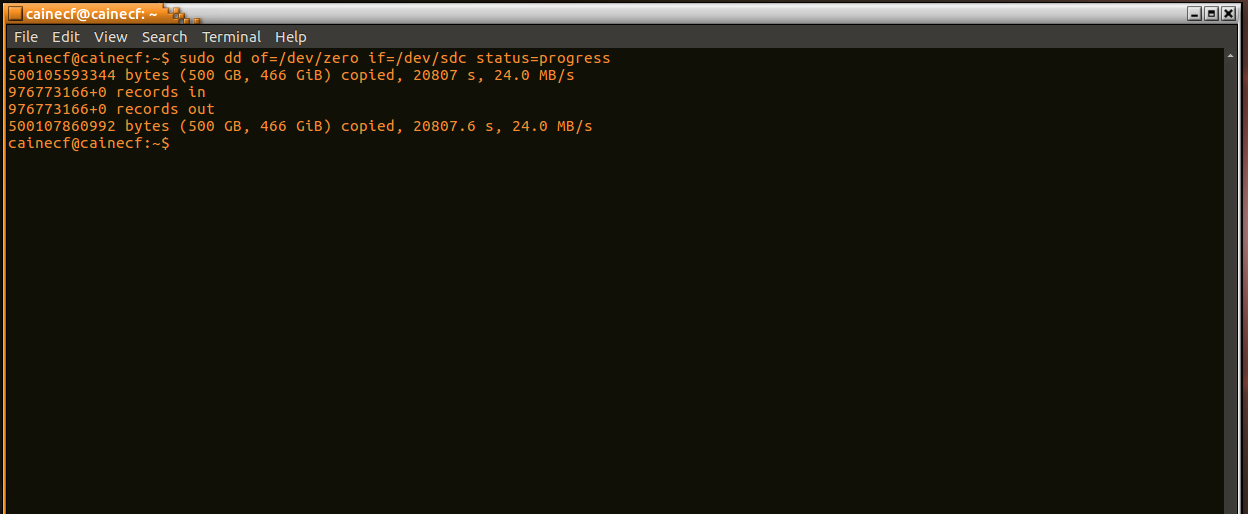 cainecf@cainecf: ~
File Edit View Search Terminal Help
cainecf@cainecf:~$ sudo dd of=/dev/zero if=/dev/sdc status=progress
500105593344 bytes (500 GB, 466 GiB) copied, 20807 s, 24.0 MB/s
976773166+0 records in
976773166+0 records out
500107860992 bytes (500 GB, 466 GiB) copied, 20807.6 s, 24.0 MB/s
cainecf@cainecf:~$